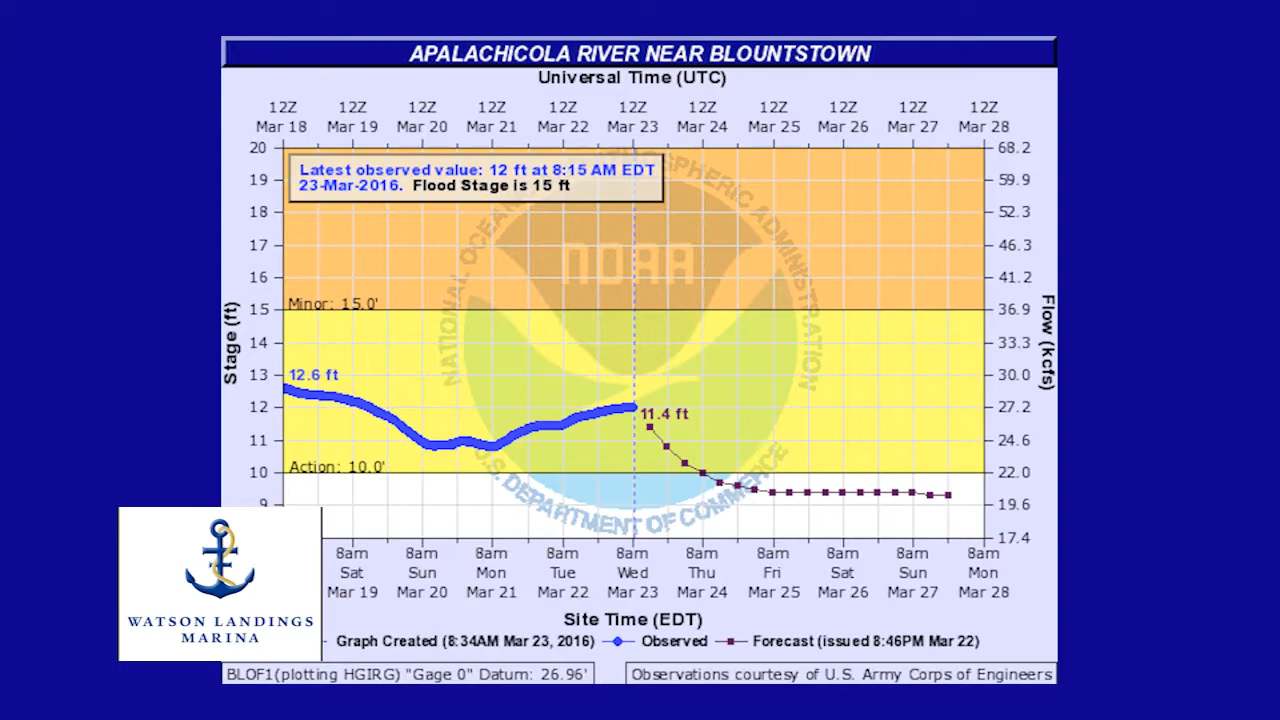 APALACHICOLA RIVER NEAR BLOUNTSTOWN
Universal Time (UTC)
12Z 12Z 12Z 12Z 12Z 12Z 12Z 12Z 12Z 12Z 12Z
Mar 18 Mar 19 Mar 20 Mar 21 Mar 22 Mar 23 Mar 24 Mar 25 Mar 26 Mar 27 Mar 28
20 68.2
Latest observed value: 12 ft at 8:15 AM EDT
19 59.9
23-Mar-2016. Flood Stage is 15 ft
18 52.3
17 46.3
16 41.2
Minor: 15.0'
15 36.9
14 33.3
13 12.6 ft 30.0
12 27.2
11.4 ft
11 24.6
Action: 10.0'
10 22.0
9 19.6
17.4
Stage (ft)
Flow (kcfs)
NOAA
NATIONAL OCEANIC AND ATMOSPHERIC ADMINISTRATION
U.S. DEPARTMENT OF COMMERCE
8am 8am 8am 8am 8am 8am 8am 8am 8am 8am
Sat Sun Mon Tue Wed Thu Fri Sat Sun Mon
Mar 19 Mar 20 Mar 21 Mar 22 Mar 23 Mar 24 Mar 25 Mar 26 Mar 27 Mar 28
Site Time (EDT)
Graph Created (8:34AM Mar 23, 2016) Observed Forecast (issued 8:46PM Mar 22)
BLOF1(plotting HGIRG) "Gage 0" Datum: 26.96' Observations courtesy of U.S. Army Corps of Engineers
WATSON LANDINGS
MARINA